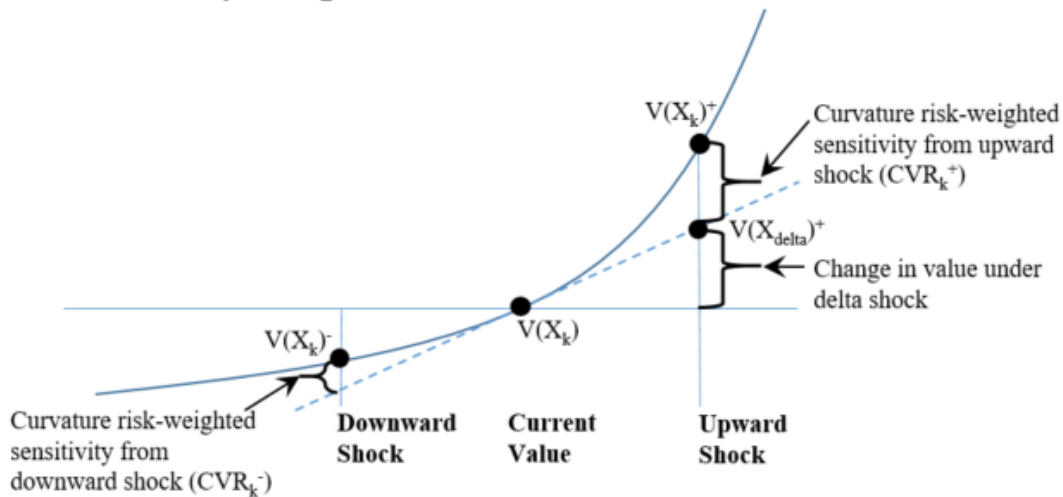 V(Xₖ)⁺
Curvature risk-weighted
sensitivity from upward
shock (CVRₖ⁺)
V(X_delta)⁺
Change in value under
delta shock
V(Xₖ)
V(Xₖ)⁻
Curvature risk-weighted
sensitivity from
downward shock (CVRₖ⁻)
Downward
Shock
Current
Value
Upward
Shock